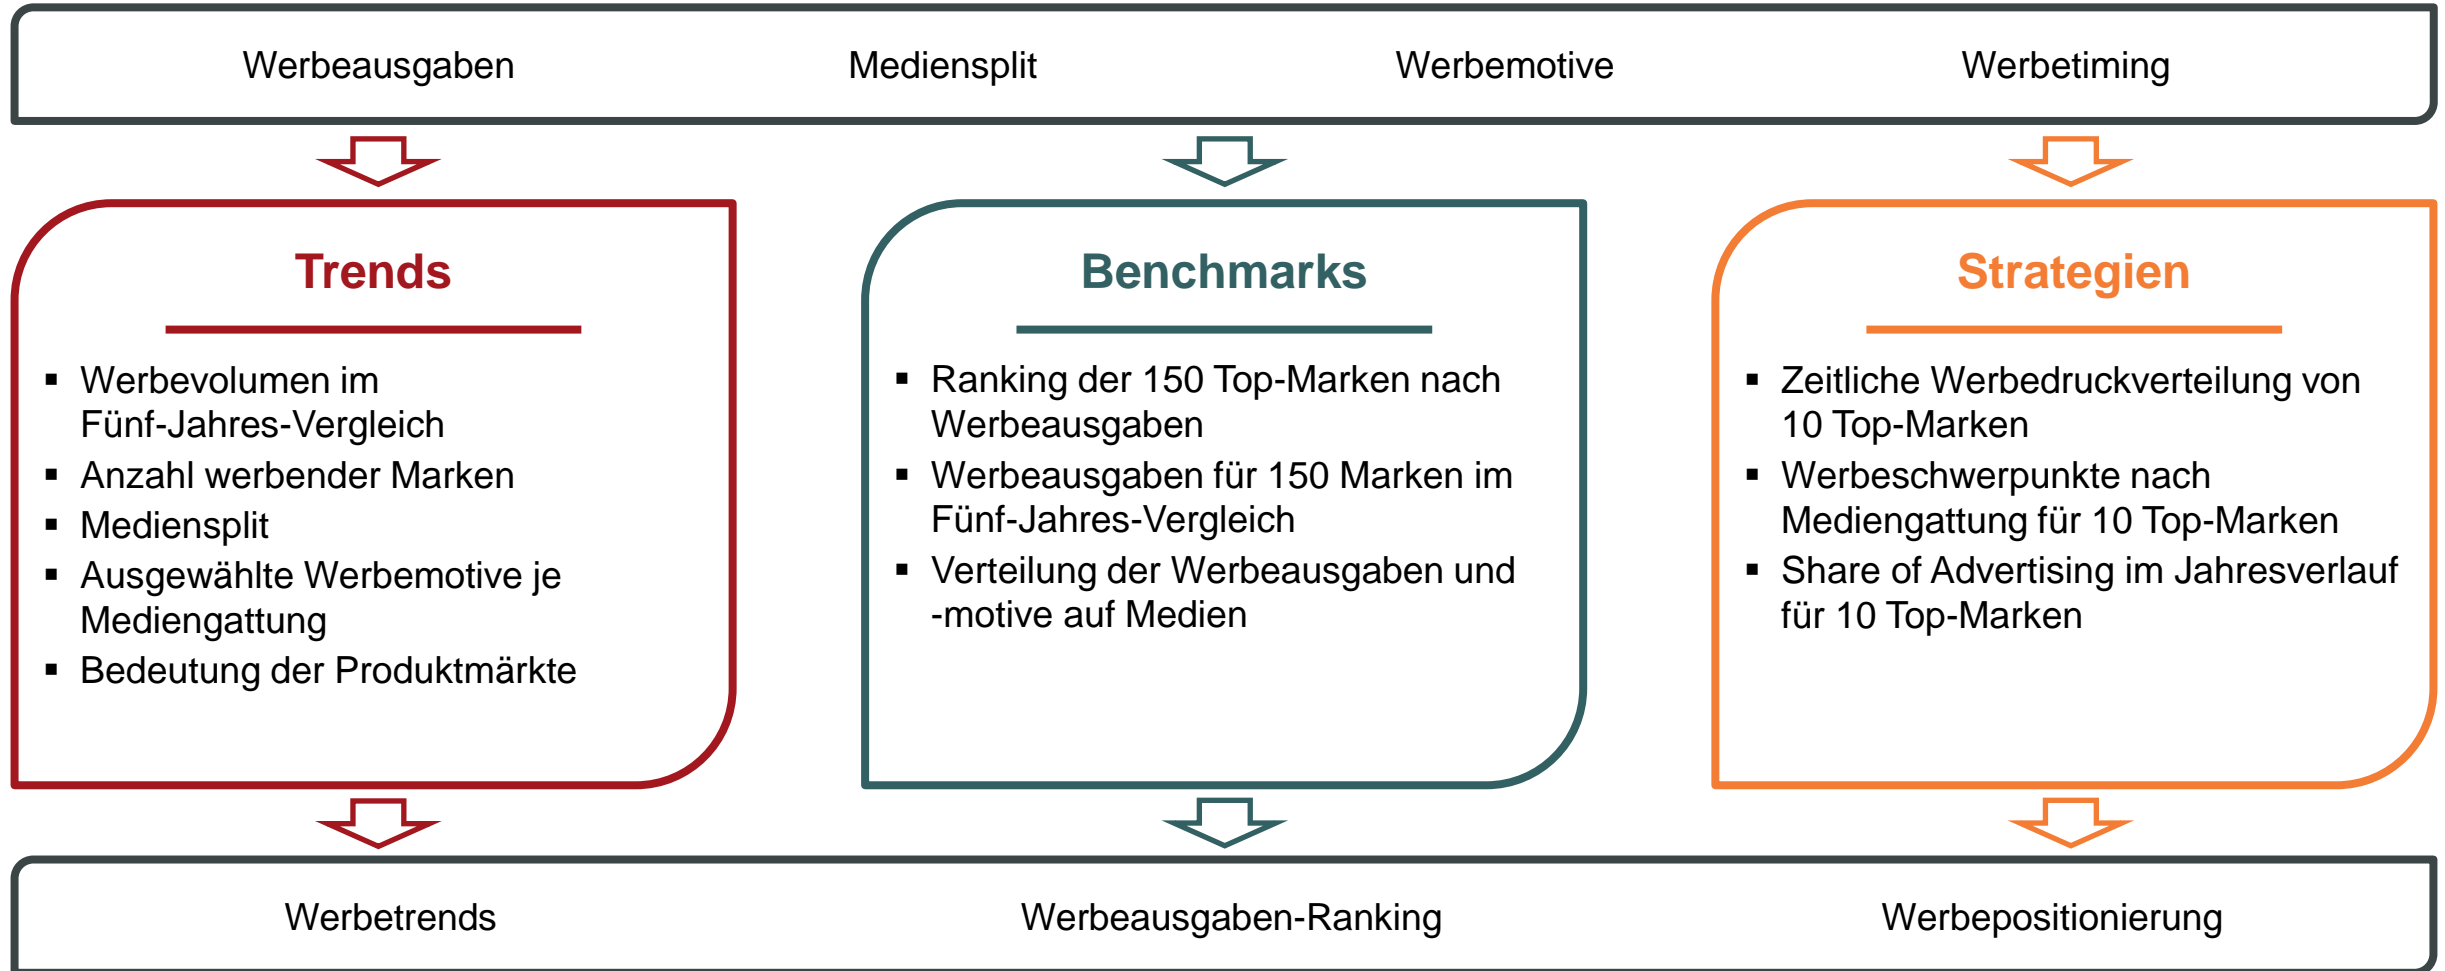 Werbeausgaben Mediensplit Werbemotive Werbetiming
Trends
▪ Werbevolumen im
Fünf-Jahres-Vergleich
▪ Anzahl werbender Marken
▪ Mediensplit
▪ Ausgewählte Werbemotive je
Mediengattung
▪ Bedeutung der Produktmärkte
Benchmarks
▪ Ranking der 150 Top-Marken nach
Werbeausgaben
▪ Werbeausgaben für 150 Marken im
Fünf-Jahres-Vergleich
▪ Verteilung der Werbeausgaben und
-motive auf Medien
Strategien
▪ Zeitliche Werbedruckverteilung von
10 Top-Marken
▪ Werbeschwerpunkte nach
Mediengattung für 10 Top-Marken
▪ Share of Advertising im Jahresverlauf
für 10 Top-Marken
Werbetrends Werbeausgaben-Ranking Werbepositionierung